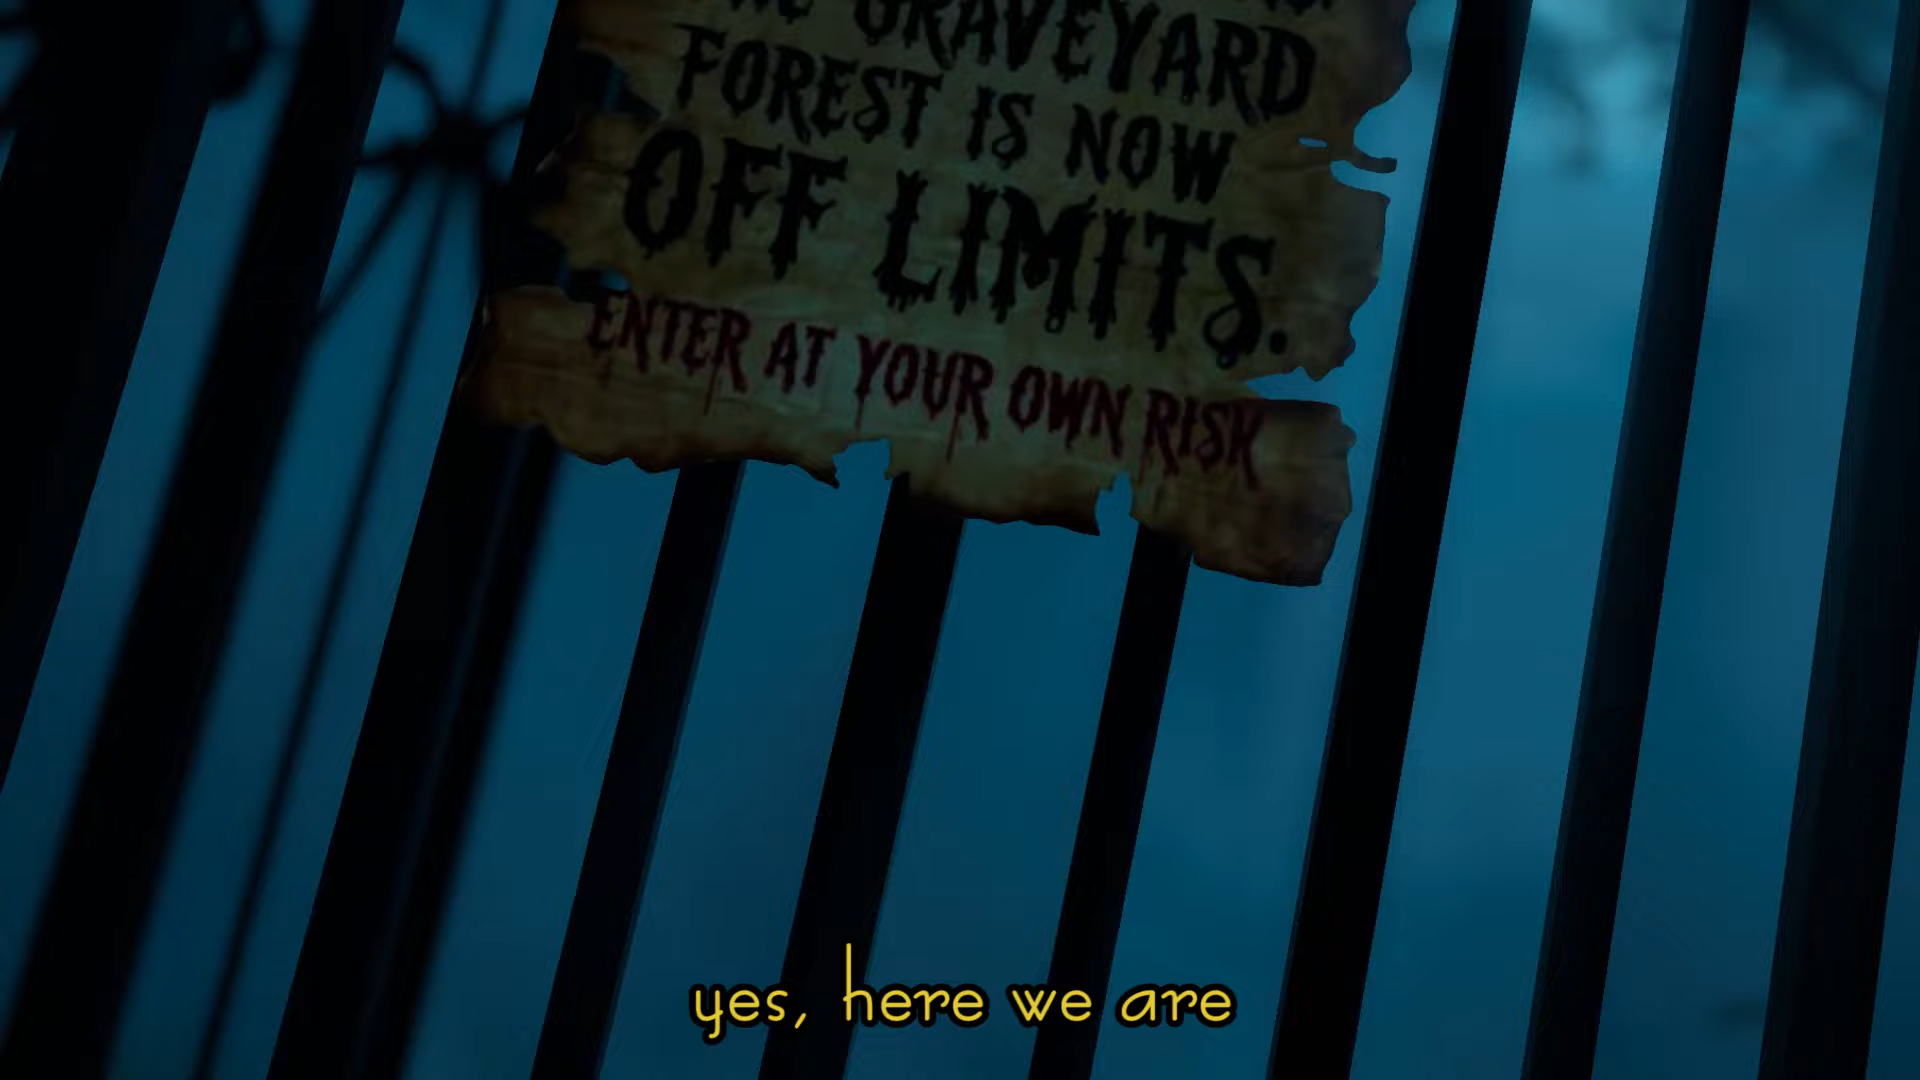 GRAVEYARD
FOREST IS NOW
OFF LIMITS.
ENTER AT YOUR OWN RISK
yes, here we are